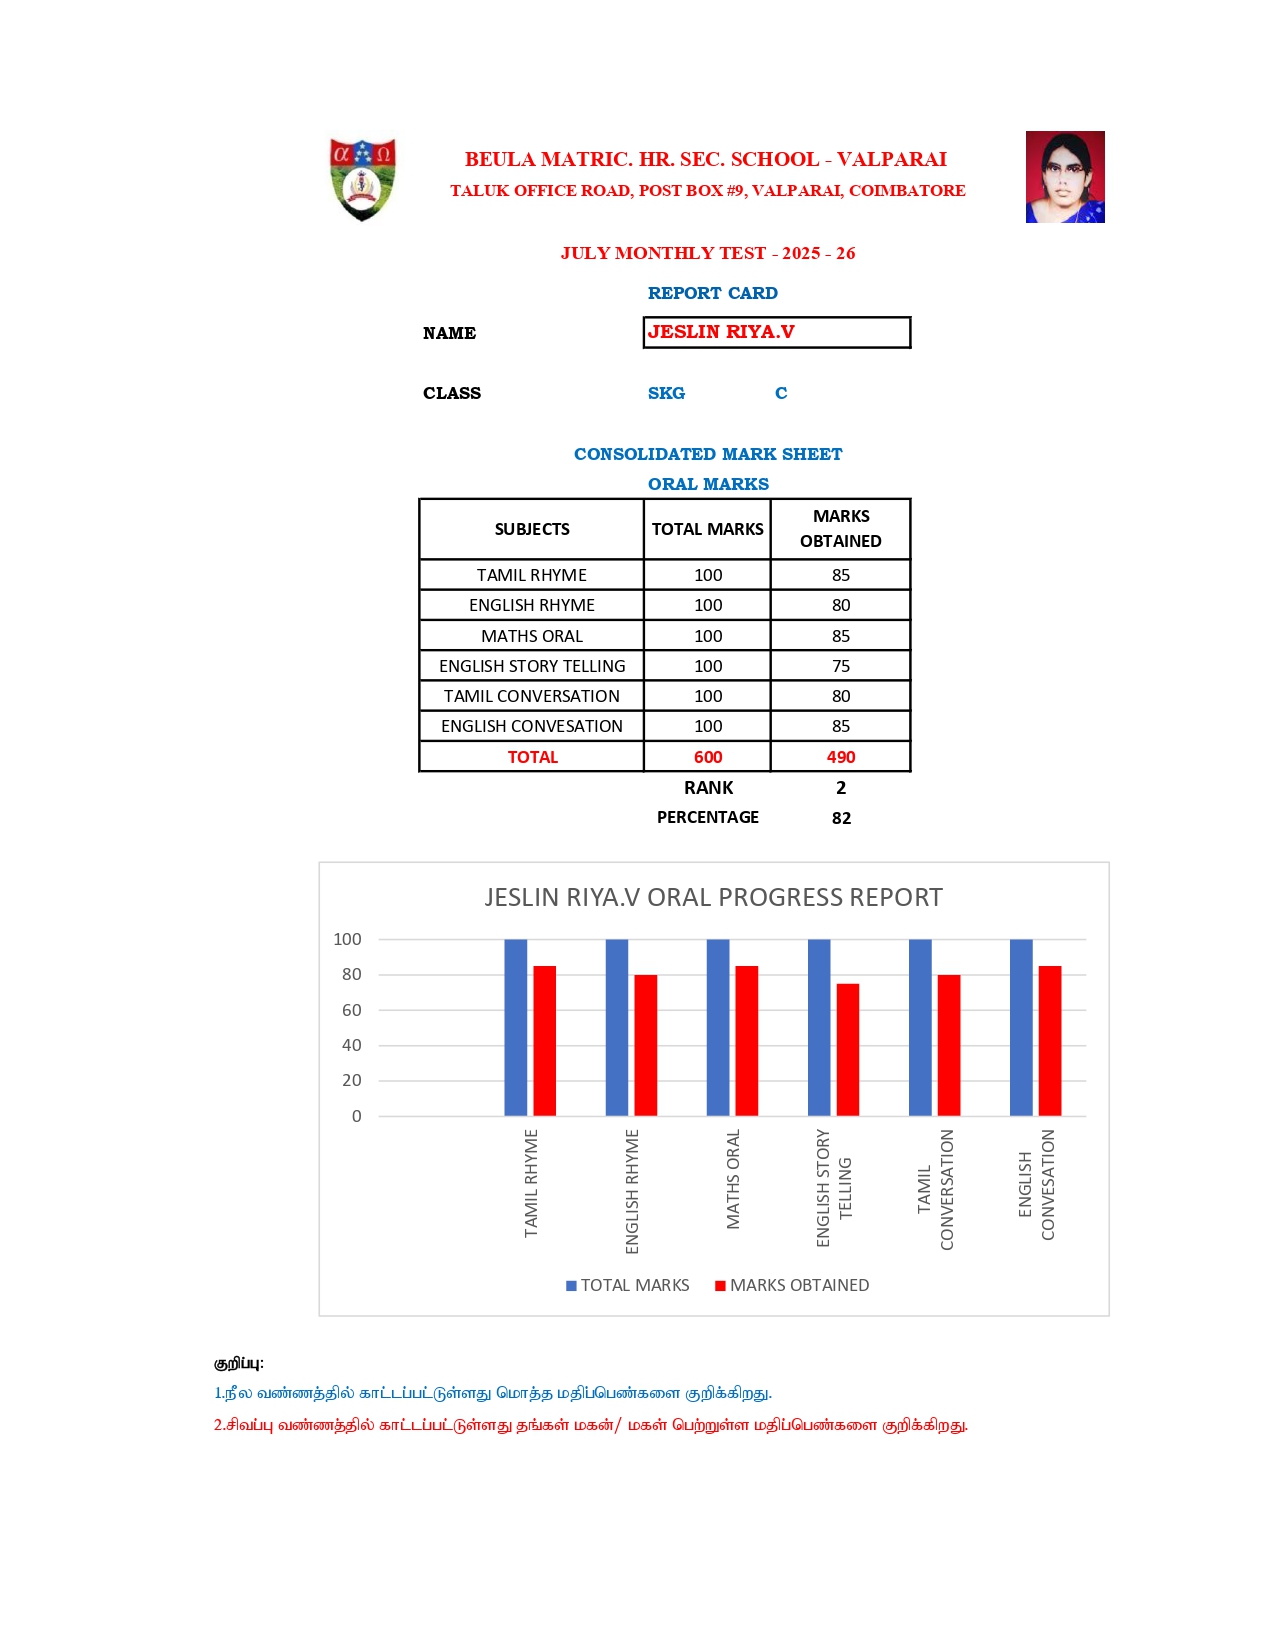 α Ω
BEULA MATRIC. HR. SEC. SCHOOL - VALPARAI
TALUK OFFICE ROAD, POST BOX #9, VALPARAI, COIMBATORE
JULY MONTHLY TEST - 2025 - 26
REPORT CARD
NAME JESLIN RIYA.V
CLASS SKG C
CONSOLIDATED MARK SHEET
ORAL MARKS
SUBJECTS TOTAL MARKS MARKS OBTAINED
TAMIL RHYME 100 85
ENGLISH RHYME 100 80
MATHS ORAL 100 85
ENGLISH STORY TELLING 100 75
TAMIL CONVERSATION 100 80
ENGLISH CONVESATION 100 85
TOTAL 600 490
RANK 2
PERCENTAGE 82
JESLIN RIYA.V ORAL PROGRESS REPORT
100
80
60
40
20
0
TAMIL RHYME
ENGLISH RHYME
MATHS ORAL
ENGLISH STORY
TELLING
TAMIL
CONVERSATION
ENGLISH
CONVESATION
TOTAL MARKS MARKS OBTAINED
குறிப்பு:
1.நீல வண்ணத்தில் காட்டப்பட்டுள்ளது மொத்த மதிப்பெண்களை குறிக்கிறது.
2.சிவப்பு வண்ணத்தில் காட்டப்பட்டுள்ளது தங்கள் மகன்/ மகள் பெற்றுள்ள மதிப்பெண்களை குறிக்கிறது.